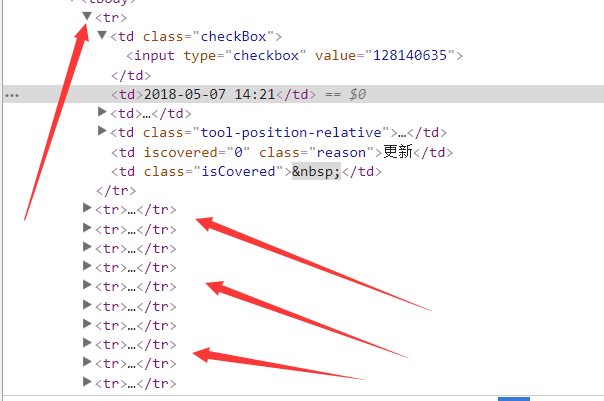 <tbody>
▼<tr>
▼<td class="checkBox">
<input type="checkbox" value="128140635">
</td>
… <td>2018-05-07 14:21</td> == $0
▶<td>…</td>
▶<td class="tool-position-relative">…</td>
<td iscovered="0" class="reason">更新</td>
<td class="isCovered">&nbsp;</td>
</tr>
▶<tr>…</tr>
▶<tr>…</tr>
▶<tr>…</tr>
▶<tr>…</tr>
▶<tr>…</tr>
▶<tr>…</tr>
▶<tr>…</tr>
▶<tr>…</tr>
▶<tr>…</tr>
▶<tr>…</tr>